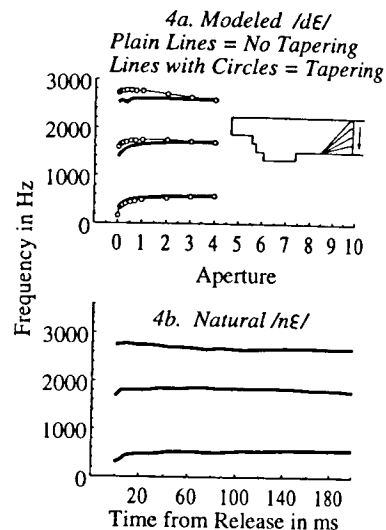 4a. Modeled /dɛ/
Plain Lines = No Tapering
Lines with Circles = Tapering
3000
2000
1000
0
0 1 2 3 4 5 6 7 8 9 10
Aperture
Frequency in Hz
4b. Natural /nɛ/
3000
2000
1000
0
20 60 100 140 180
Time from Release in ms